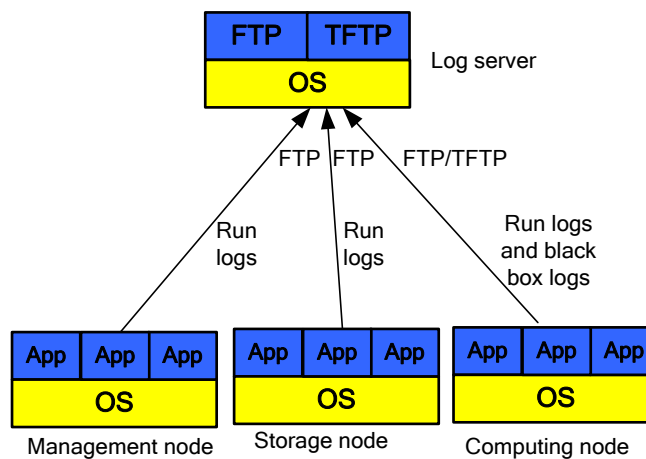 FTP TFTP
Log server
OS
FTP FTP FTP/TFTP
Run
logs
Run
logs
Run logs
and black
box logs
App App App
OS
Management node
App App App
OS
Storage node
App App App
OS
Computing node